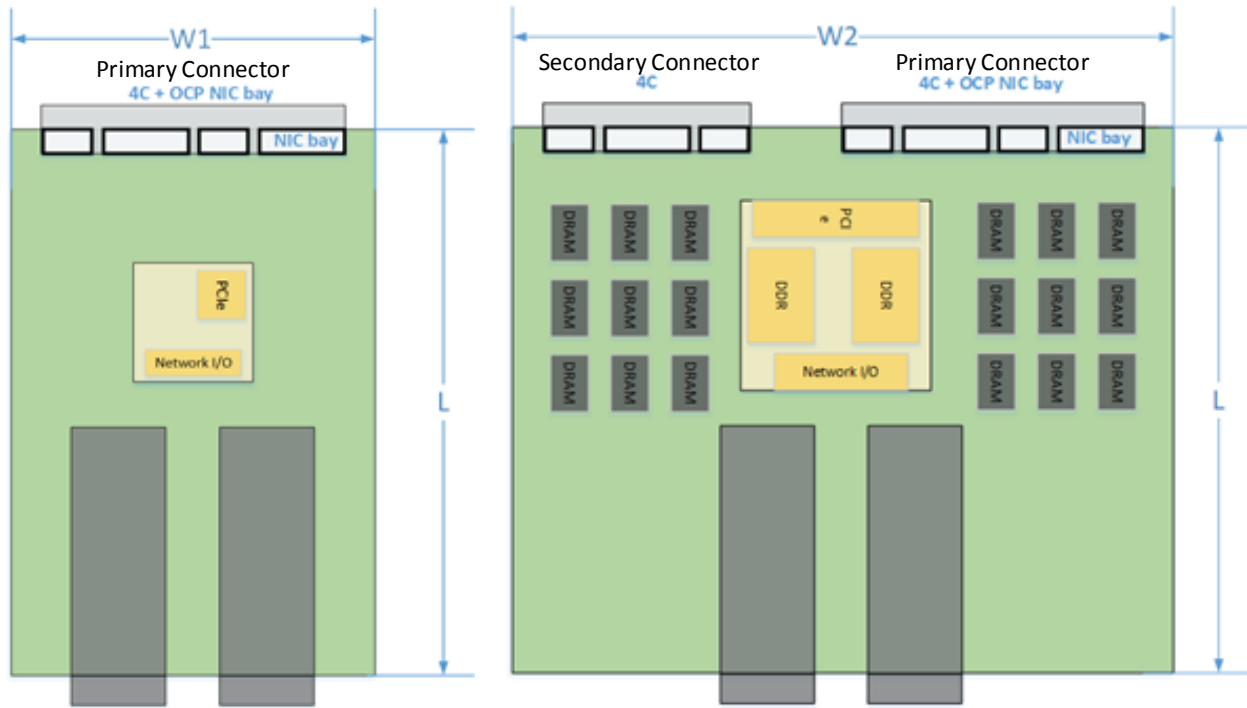 W1
Primary Connector
4C + OCP NIC bay
NIC bay
PCIe
Network I/O
L
W2
Secondary Connector
4C
Primary Connector
4C + OCP NIC bay
NIC bay
DRAM DRAM DRAM
DRAM DRAM DRAM
DRAM DRAM DRAM
PCI
e
DDR
DDR
Network I/O
DRAM DRAM DRAM
DRAM DRAM DRAM
DRAM DRAM DRAM
L